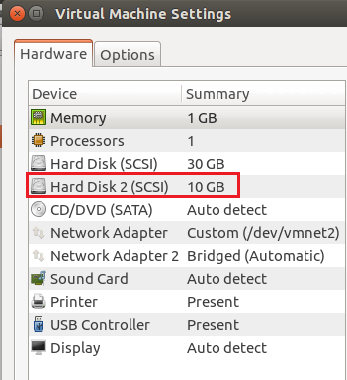 Virtual Machine Settings
Hardware Options
Device Summary
Memory 1 GB
Processors 1
Hard Disk (SCSI) 30 GB
Hard Disk 2 (SCSI) 10 GB
CD/DVD (SATA) Auto detect
Network Adapter Custom (/dev/vmnet2)
Network Adapter 2 Bridged (Automatic)
Sound Card Auto detect
Printer Present
USB Controller Present
Display Auto detect